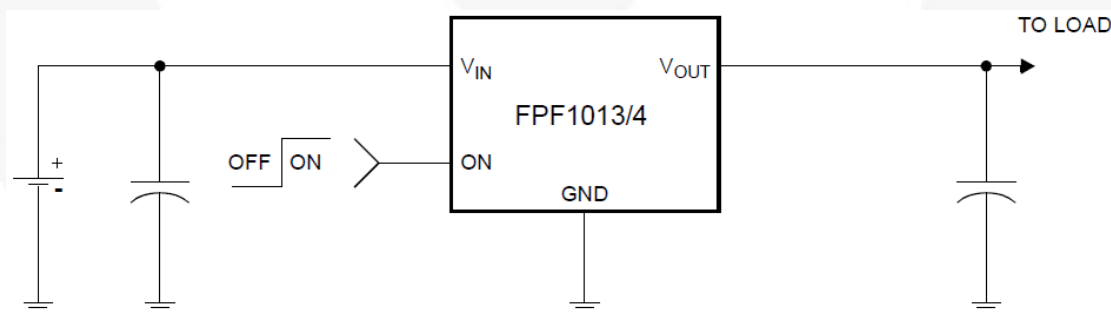 TO LOAD
VIN
VOUT
FPF1013/4
OFF
ON
ON
GND
+
-